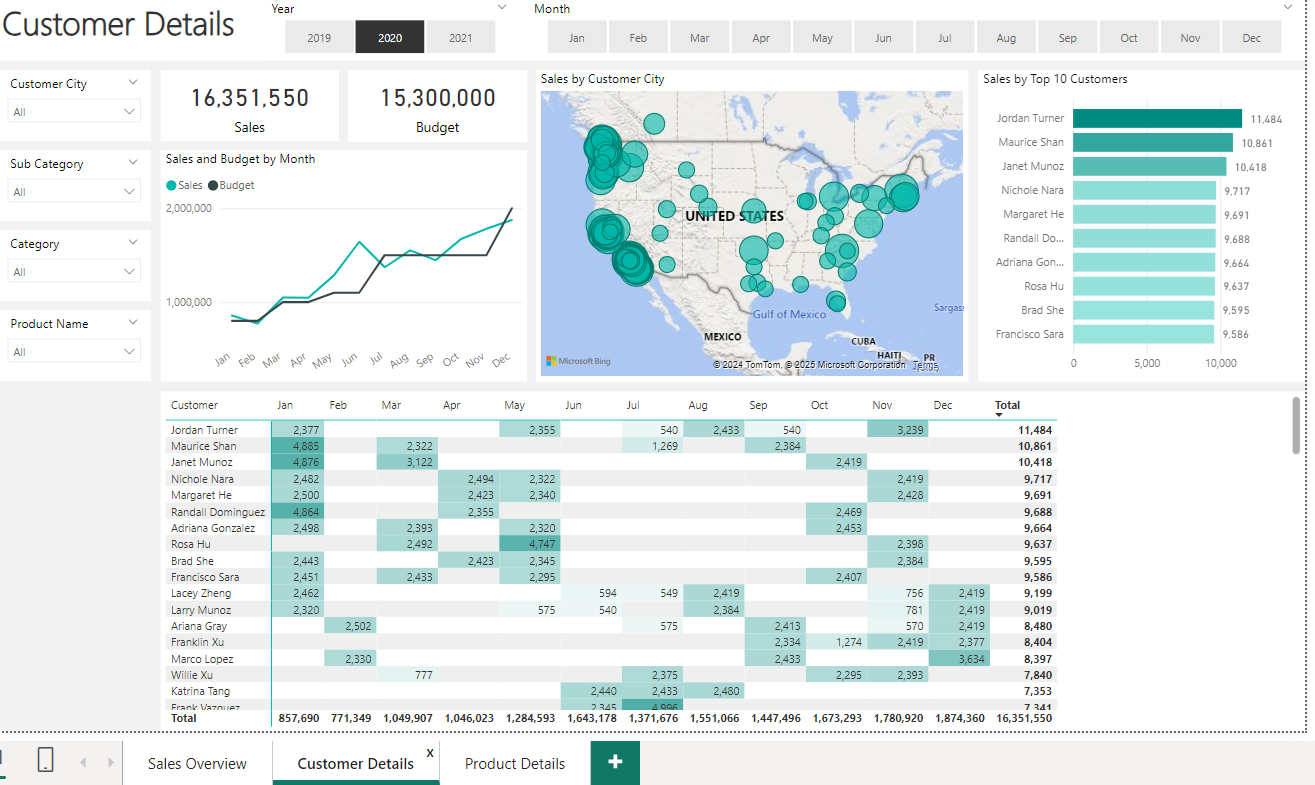 Customer Details
Year
2019 2020 2021
Month
Jan Feb Mar Apr May Jun Jul Aug Sep Oct Nov Dec
Customer City
All
Sub Category
All
Category
All
Product Name
All
16,351,550
Sales
15,300,000
Budget
Sales and Budget by Month
Sales Budget
2,000,000
1,000,000
Jan Feb Mar Apr May Jun Jul Aug Sep Oct Nov Dec
Sales by Customer City
UNITED STATES
Gulf of Mexico
Sargass
MEXICO
CUBA
HAITI
PR
Microsoft Bing
© 2024 TomTom, © 2025 Microsoft Corporation Terms
Sales by Top 10 Customers
Jordan Turner 11,484
Maurice Shan 10,861
Janet Munoz 10,418
Nichole Nara 9,717
Margaret He 9,691
Randall Do... 9,688
Adriana Gon... 9,664
Rosa Hu 9,637
Brad She 9,595
Francisco Sara 9,586
0 5,000 10,000
Customer Jan Feb Mar Apr May Jun Jul Aug Sep Oct Nov Dec Total
Jordan Turner 2,377 2,355 540 2,433 540 3,239 11,484
Maurice Shan 4,885 2,322 1,269 2,384 10,861
Janet Munoz 4,876 3,122 2,419 10,418
Nichole Nara 2,482 2,494 2,322 2,419 9,717
Margaret He 2,500 2,423 2,340 2,428 9,691
Randall Dominguez 4,864 2,355 2,469 9,688
Adriana Gonzalez 2,498 2,393 2,320 2,453 9,664
Rosa Hu 2,492 4,747 2,398 9,637
Brad She 2,443 2,423 2,345 2,384 9,595
Francisco Sara 2,451 2,433 2,295 2,407 9,586
Lacey Zheng 2,462 594 549 2,419 756 2,419 9,199
Larry Munoz 2,320 575 540 2,384 781 2,419 9,019
Ariana Gray 2,502 575 2,413 570 2,419 8,480
Franklin Xu 2,334 1,274 2,419 2,377 8,404
Marco Lopez 2,330 2,433 3,634 8,397
Willie Xu 777 2,375 2,295 2,393 7,840
Katrina Tang 2,440 2,433 2,480 7,353
Frank Vazquez 2,345 4,996 7,341
Total 857,690 771,349 1,049,907 1,046,023 1,284,593 1,643,178 1,371,676 1,551,066 1,447,496 1,673,293 1,780,920 1,874,360 16,351,550
Sales Overview Customer Details x Product Details +